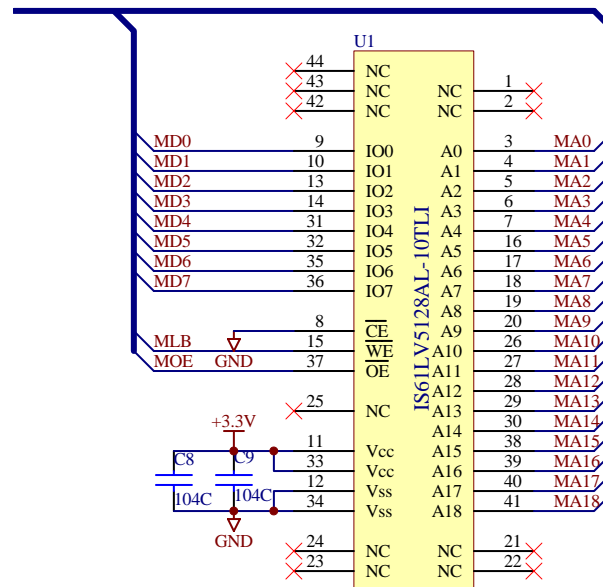 U1
44 NC
43 NC NC 1
42 NC NC 2
MD0 9 IO0 A0 3 MA0
MD1 10 IO1 A1 4 MA1
MD2 13 IO2 A2 5 MA2
MD3 14 IO3 A3 6 MA3
MD4 31 IO4 A4 7 MA4
MD5 32 IO5 A5 16 MA5
MD6 35 IO6 A6 17 MA6
MD7 36 IO7 A7 18 MA7
A8 19 MA8
8 CE A9 20 MA9
MLB 15 WE A10 26 MA10
GND
MOE 37 OE A11 27 MA11
A12 28 MA12
25 NC A13 29 MA13
A14 30 MA14
+3.3V
11 Vcc A15 38 MA15
C8 C9
33 Vcc A16 39 MA16
12 Vss A17 40 MA17
104C 104C
34 Vss A18 41 MA18
GND
24 NC NC 21
23 NC NC 22
IS61LV5128AL-10TLI